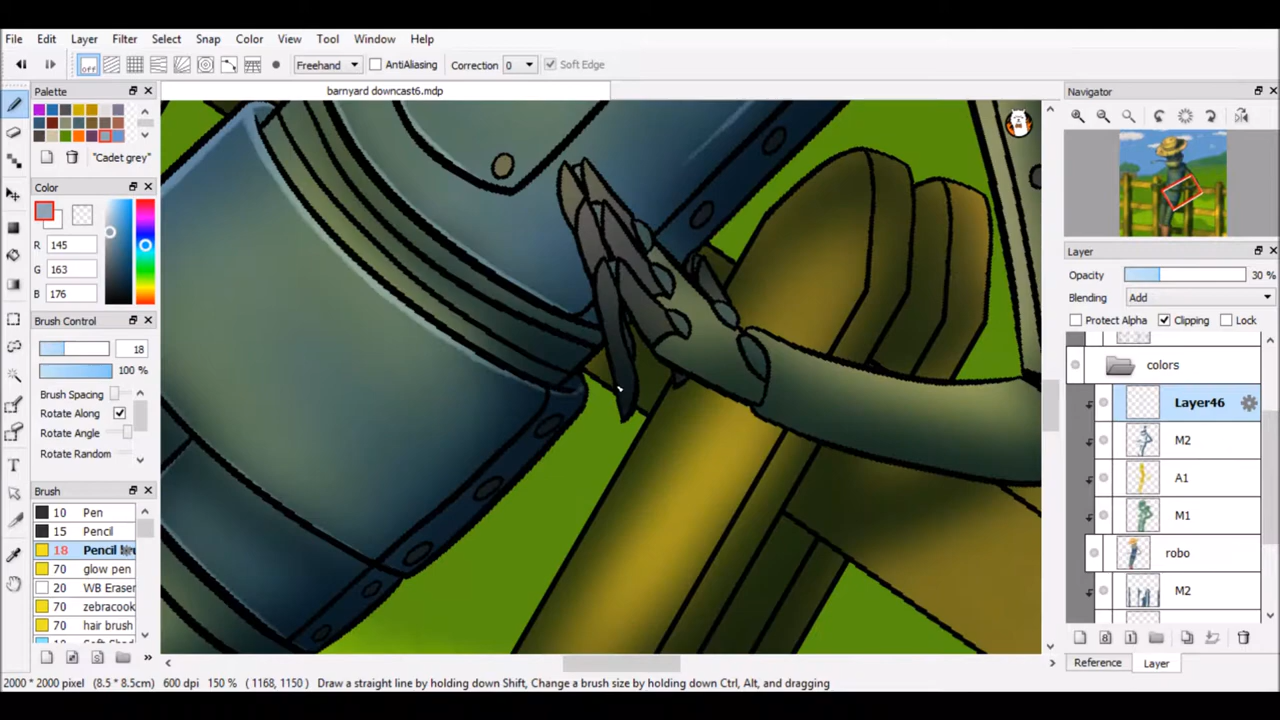 File Edit Layer Filter Select Snap Color View Tool Window Help
off Freehand AntiAliasing Correction 0 Soft Edge
Palette
"Cadet grey"
Color
R 145
G 163
B 176
Brush Control
18
100 %
Brush Spacing
Rotate Along
Rotate Angle
Rotate Random
Brush
10 Pen
15 Pencil
18 Pencil
70 glow pen
20 WB Eraser
70 zebracook
70 hair brush
barnyard downcast6.mdp
Navigator
Layer
Opacity 30 %
Blending Add
Protect Alpha Clipping Lock
colors
Layer46
M2
A1
M1
robo
M2
Reference Layer
2000 * 2000 pixel (8.5 * 8.5cm) 600 dpi 150 % ( 1168, 1150 ) Draw a straight line by holding down Shift, Change a brush size by holding down Ctrl, Alt, and dragging